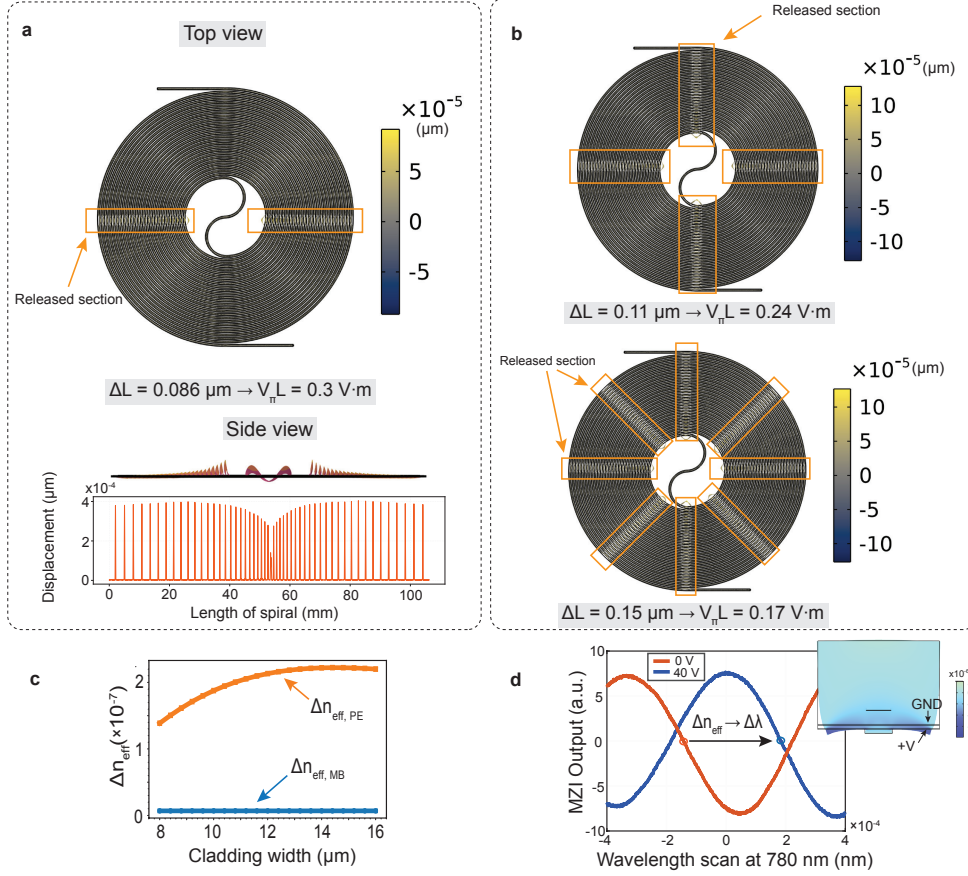 a
Top view
×10⁻⁵
(μm)
5
0
-5
Released section
ΔL = 0.086 μm → VπL = 0.3 V·m
Side view
×10⁻⁴
Displacement (μm)
4
2
0
0 20 40 60 80 100
Length of spiral (mm)
b
Released section
×10⁻⁵ (μm)
10
5
0
-5
-10
ΔL = 0.11 μm → VπL = 0.24 V·m
Released section
×10⁻⁵ (μm)
10
5
0
-5
-10
ΔL = 0.15 μm → VπL = 0.17 V·m
c
Δneff(×10⁻⁷)
2
1
0
Δneff, PE
Δneff, MB
8 10 12 14 16
Cladding width (μm)
d
MZI Output (a.u.)
10
5
0
-5
-10
0 V
40 V
Δneff → Δλ
-4 -2 0 2 4
×10⁻⁴
Wavelength scan at 780 nm (nm)
GND
+V